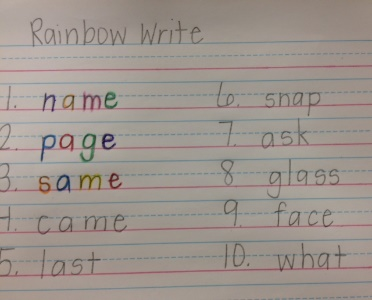 Rainbow Write
1. name
2. page
3. same
4. came
5. last
6. snap
7. ask
8 glass
9. face
10. what